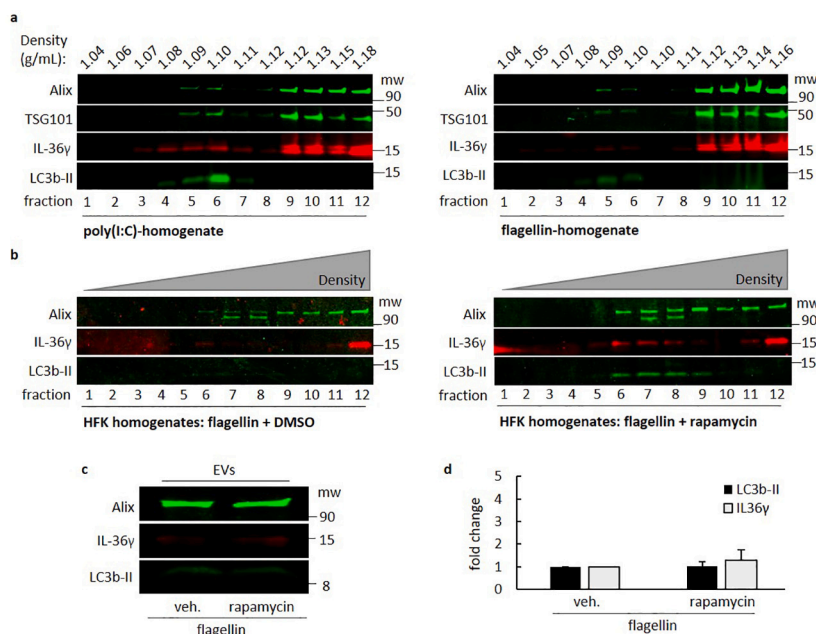 a
Density (g/mL): 1.04 1.06 1.07 1.08 1.09 1.10 1.11 1.12 1.12 1.13 1.15 1.18
mw
Alix
90
TSG101
50
IL-36γ
15
LC3b-II
15
fraction 1 2 3 4 5 6 7 8 9 10 11 12
poly(I:C)-homogenate
1.04 1.05 1.07 1.08 1.09 1.10 1.10 1.11 1.12 1.13 1.14 1.16
mw
Alix
90
TSG101
50
IL-36γ
15
LC3b-II
15
1 2 3 4 5 6 7 8 9 10 11 12
flagellin-homogenate
b
Density
mw
Alix
90
IL-36γ
15
LC3b-II
15
fraction 1 2 3 4 5 6 7 8 9 10 11 12
HFK homogenates: flagellin + DMSO
Density
mw
Alix
90
IL-36γ
15
LC3b-II
15
fraction 1 2 3 4 5 6 7 8 9 10 11 12
HFK homogenates: flagellin + rapamycin
c
EVs
mw
Alix
90
IL-36γ
15
LC3b-II
8
veh. rapamycin
flagellin
d
fold change
5
4
3
2
1
0
LC3b-II
IL36γ
veh. rapamycin
flagellin